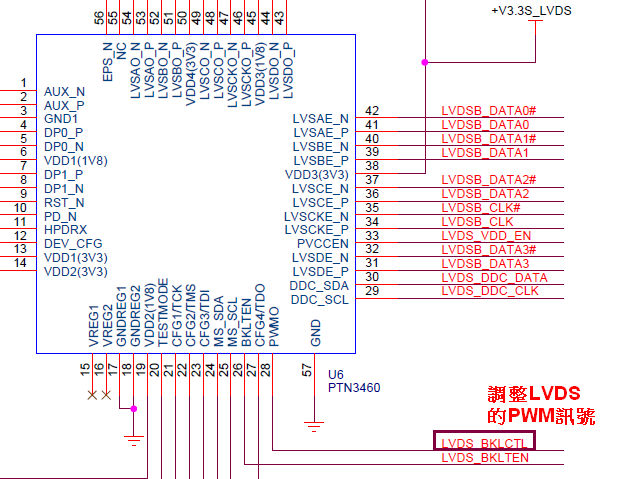 +V3.3S_LVDS
56
55
54
53
52
51
50
49
48
47
46
45
44
43
EPS_N
NC
LVSAO_N
LVSAO_P
LVSBO_N
LVSBO_P
VDD4(3V3)
LVSCO_N
LVSCO_P
LVSCKO_N
LVSCKO_P
VDD3(1V8)
LVSDO_N
LVSDO_P
1 AUX_N
2 AUX_P
3 GND1
4 DP0_P
5 DP0_N
6 VDD1(1V8)
7 DP1_P
8 DP1_N
9 RST_N
10 PD_N
11 HPDRX
12 DEV_CFG
13 VDD1(3V3)
14 VDD2(3V3)
LVSAE_N 42 LVDSB_DATA0#
LVSAE_P 41 LVDSB_DATA0
LVSBE_N 40 LVDSB_DATA1#
LVSBE_P 39 LVDSB_DATA1
VDD3(3V3) 38
LVSCE_N 37 LVDSB_DATA2#
LVSCE_P 36 LVDSB_DATA2
LVSCKE_N 35 LVDSB_CLK#
LVSCKE_P 34 LVDSB_CLK
PVCCEN 33 LVDS_VDD_EN
LVSDE_N 32 LVDSB_DATA3#
LVSDE_P 31 LVDSB_DATA3
DDC_SDA 30 LVDS_DDC_DATA
DDC_SCL 29 LVDS_DDC_CLK
VREG1
VREG2
GNDREG1
GNDREG2
VDD2(1V8)
TESTMODE
CFG1/TCK
CFG2/TMS
CFG3/TDI
MS_SDA
MS_SCL
BKLTEN
CFG4/TDO
PWMO
GND
15
16
17
18
19
20
21
22
23
24
25
26
27
28
57
U6
PTN3460
調整LVDS
的PWM訊號
LVDS_BKLCTL
LVDS_BKLTEN